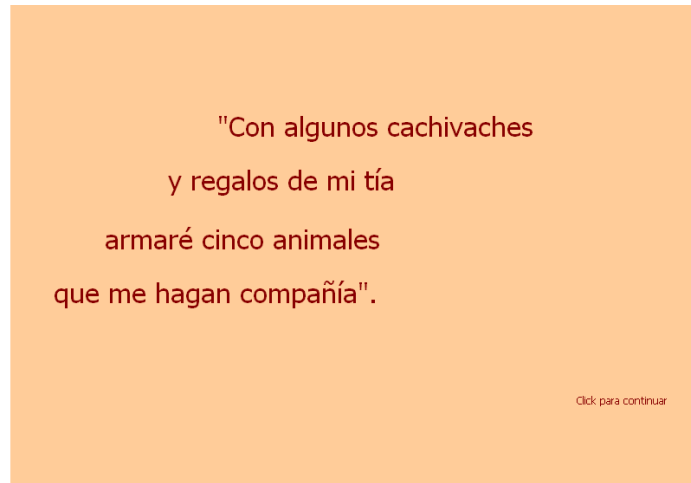 "Con algunos cachivaches
y regalos de mi tía
armaré cinco animales
que me hagan compañía".
Click para continuar